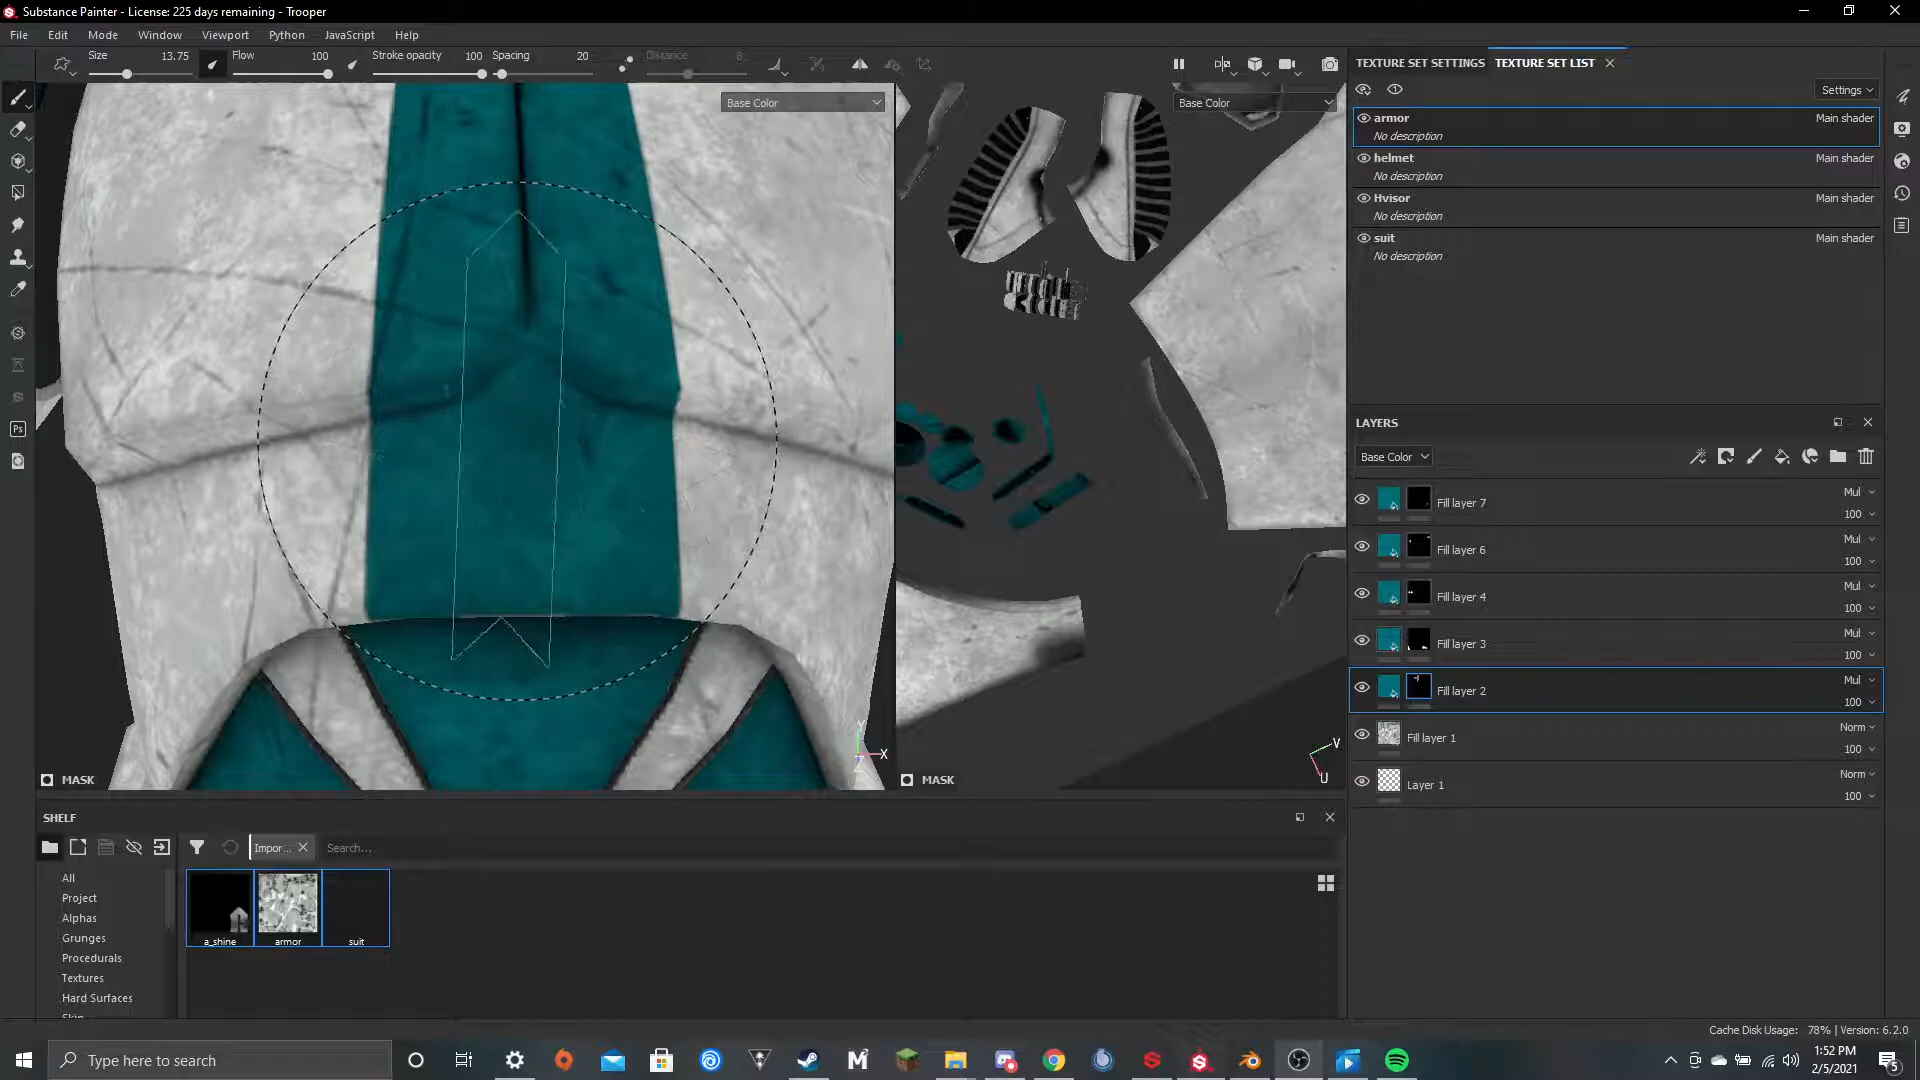 Substance Painter - License: 225 days remaining - Trooper
File Edit Mode Window Viewport Python JavaScript Help
Size 13.75 Flow 100 Stroke opacity 100 Spacing 20 Distance 8
TEXTURE SET SETTINGS TEXTURE SET LIST
Settings
Base Color
Base Color
armor Main shader
No description
helmet Main shader
No description
Hvisor Main shader
No description
suit Main shader
No description
LAYERS
Base Color
Fill layer 7 Mul
100
Fill layer 6 Mul
100
Fill layer 4 Mul
100
Fill layer 3 Mul
100
Fill layer 2 Mul
100
Fill layer 1 Norm
100
Layer 1 Norm
100
Y
X
V
U
MASK
MASK
Ps
SHELF
Impor... Search...
All
Project
Alphas
Grunges
Procedurals
Textures
Hard Surfaces
Skin
a_shine armor suit
Cache Disk Usage: 78% | Version: 6.2.0
Type here to search
1:52 PM
2/5/2021
5